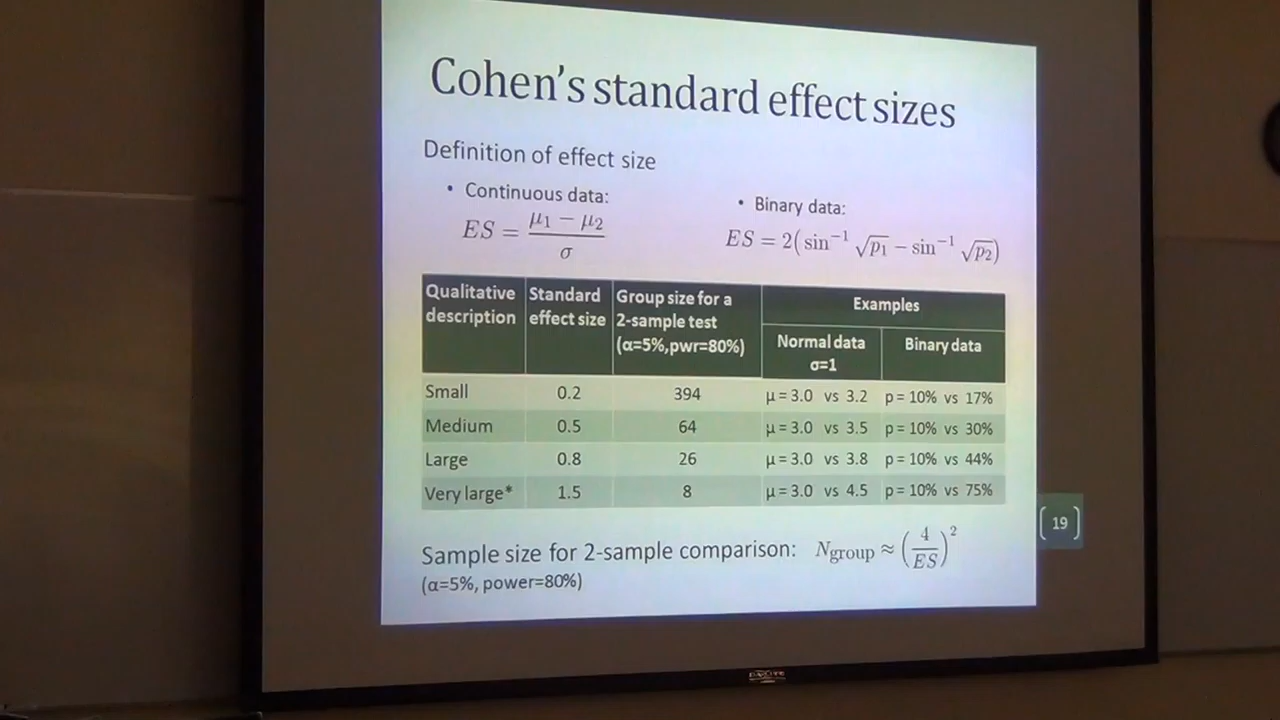 Cohen's standard effect sizes
Definition of effect size
• Continuous data:
ES = (μ1 − μ2) / σ
• Binary data:
ES = 2(sin⁻¹ √p1 − sin⁻¹ √p2)
Qualitative description | Standard effect size | Group size for a 2-sample test (α=5%,pwr=80%) | Examples
Normal data σ=1 | Binary data
Small | 0.2 | 394 | μ = 3.0 vs 3.2 | p = 10% vs 17%
Medium | 0.5 | 64 | μ = 3.0 vs 3.5 | p = 10% vs 30%
Large | 0.8 | 26 | μ = 3.0 vs 3.8 | p = 10% vs 44%
Very large* | 1.5 | 8 | μ = 3.0 vs 4.5 | p = 10% vs 75%
Sample size for 2-sample comparison: Ngroup ≈ (4/ES)²
(α=5%, power=80%)
19
DA-LITE